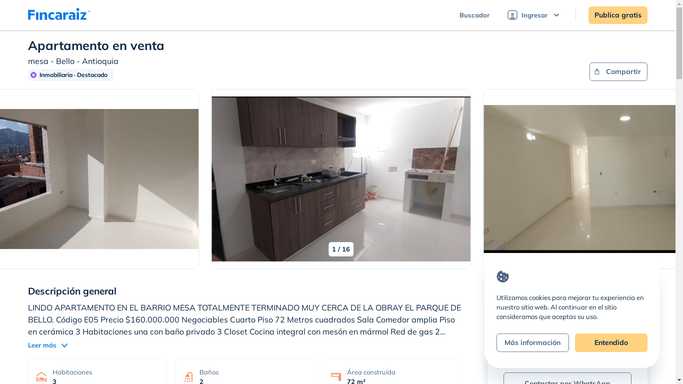 Fincaraiz
Buscador
Ingresar
Publica gratis
Apartamento en venta
mesa - Bello - Antioquia
Inmobiliaria · Destacado
Compartir
1 / 16
Descripción general
LINDO APARTAMENTO EN EL BARRIO MESA TOTALMENTE TERMINADO MUY CERCA DE LA OBRAY EL PARQUE DE
BELLO. Código E05 Precio $160.000.000 Negociables Cuarto Piso 72 Metros cuadrados Sala Comedor amplia Piso
en cerámica 3 Habitaciones una con baño privado 3 Closet Cocina integral con mesón en mármol Red de gas 2...
Leer más
Habitaciones
3
Baños
2
Área construida
72 m²
Utilizamos cookies para mejorar tu experiencia en
nuestro sitio web. Al continuar en el sitio
consideramos que aceptas su uso.
Más información
Entendido
Contactar por WhatsApp